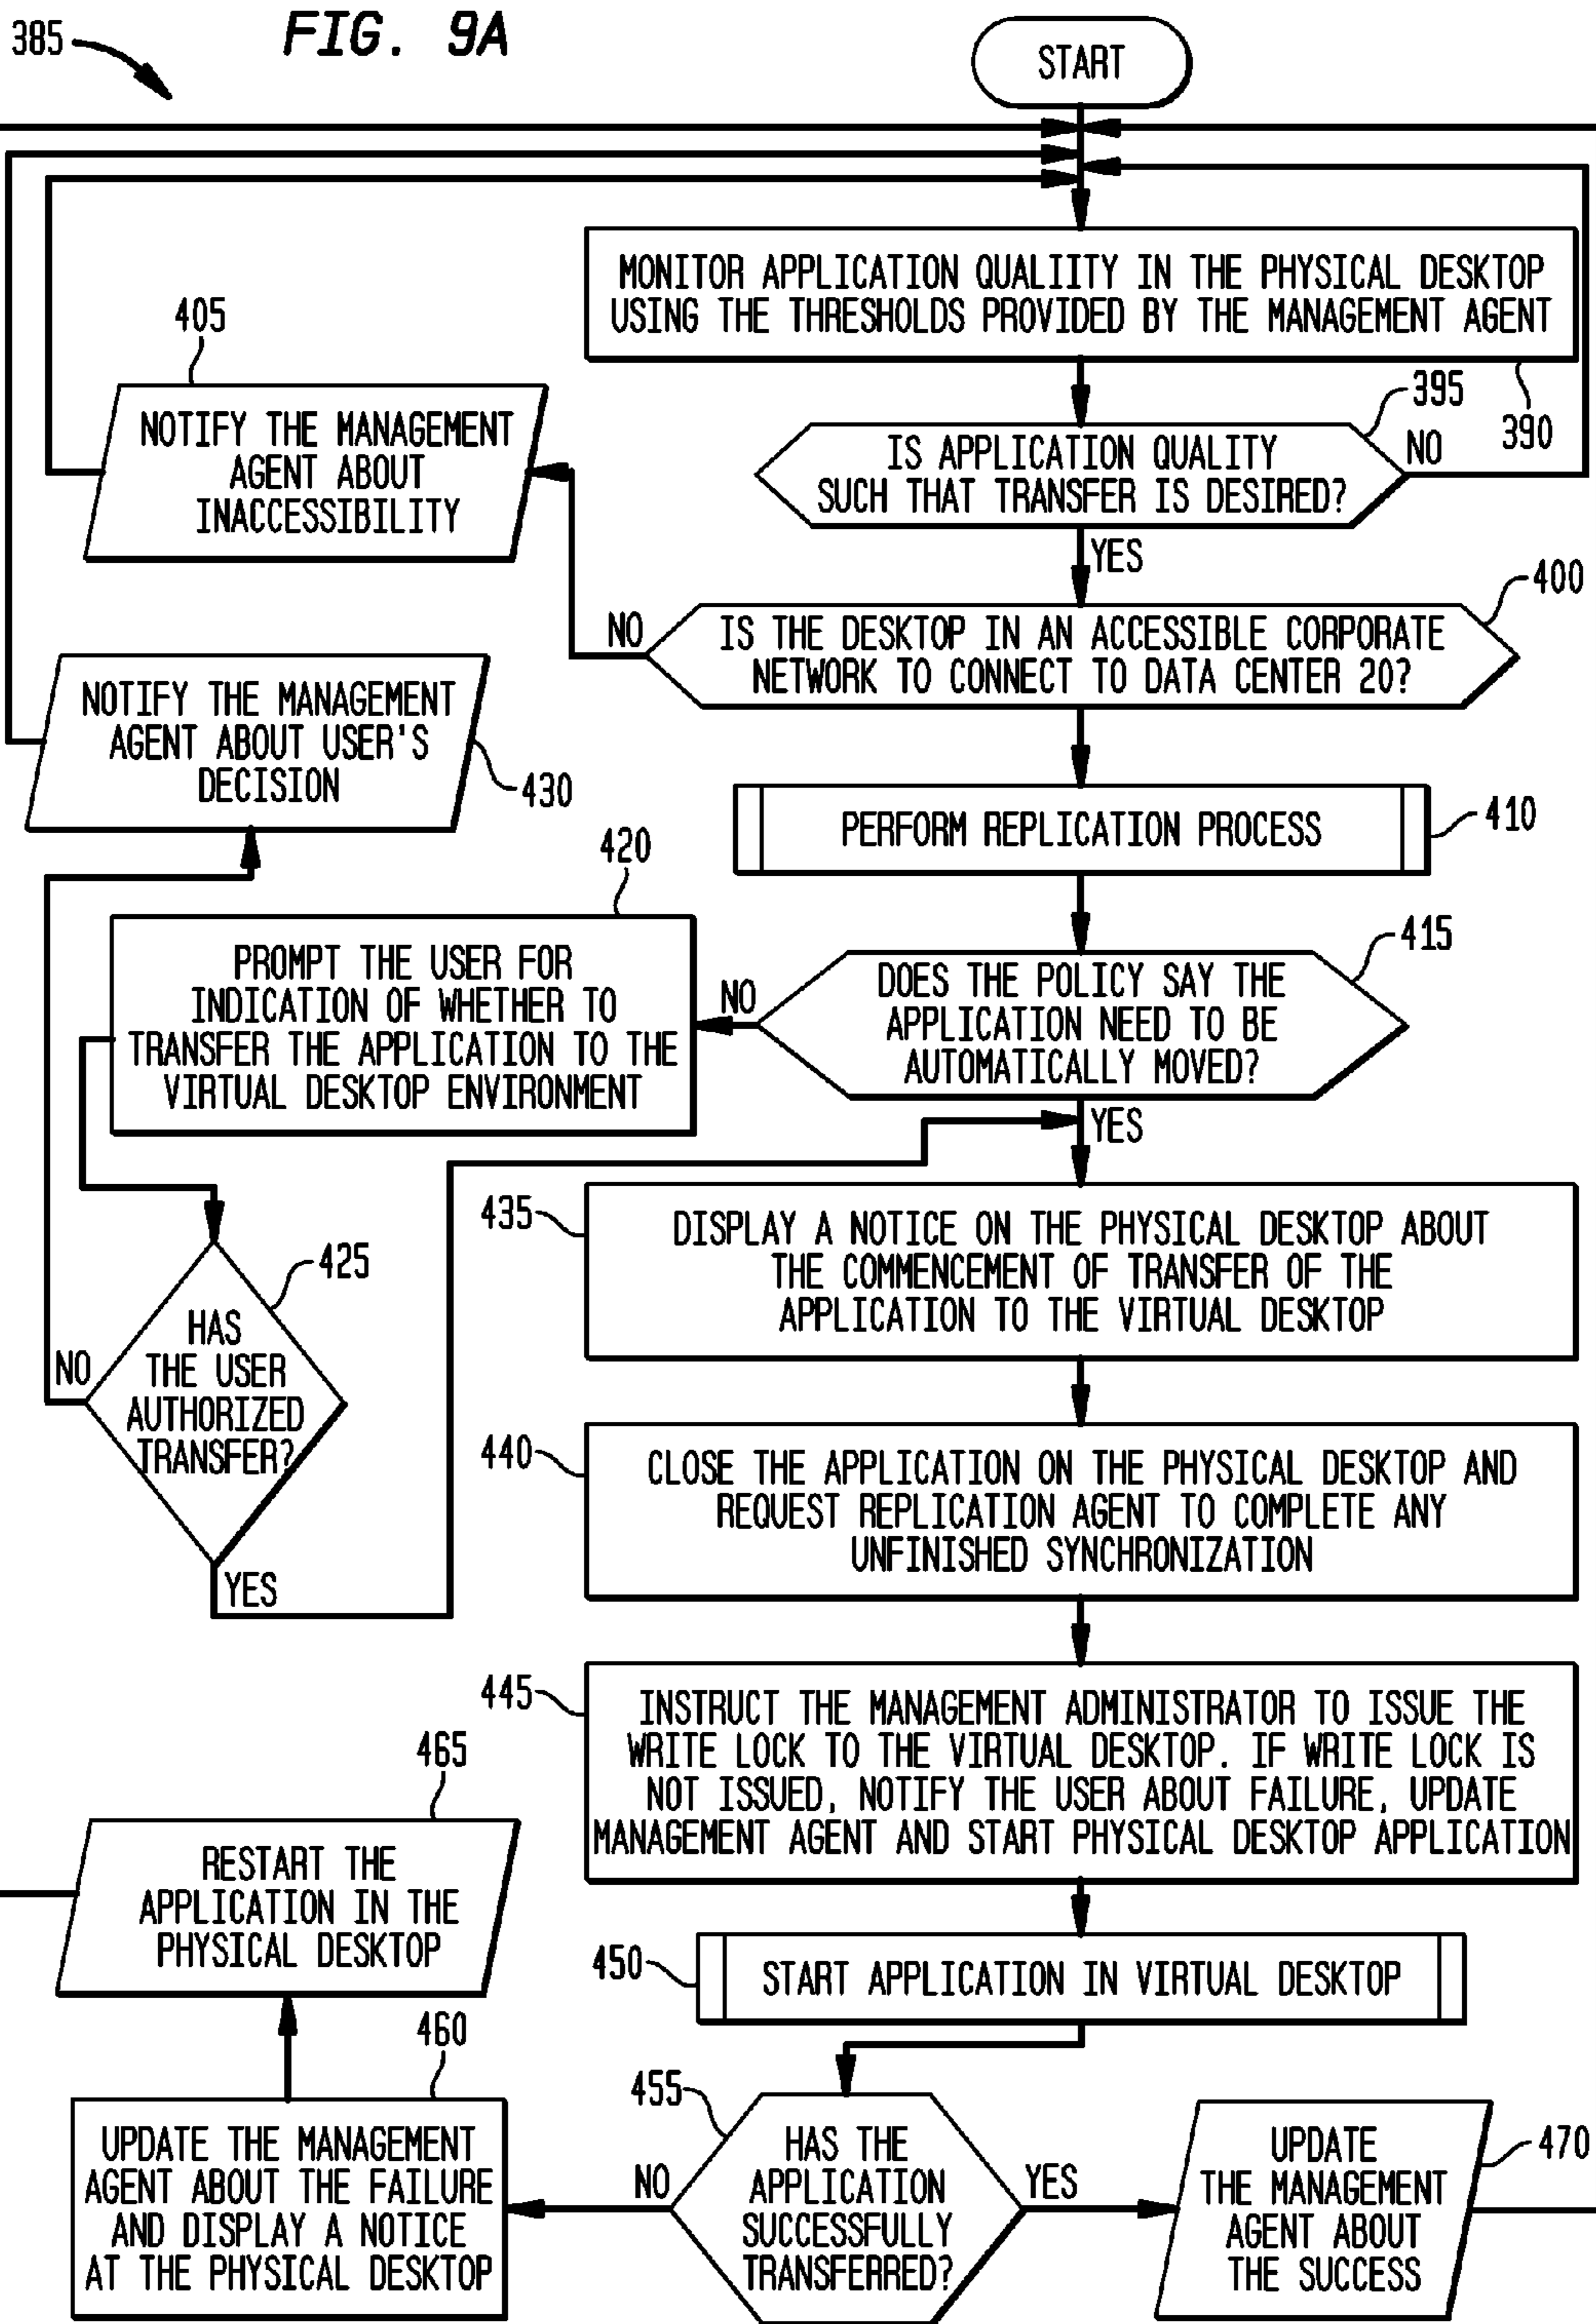 385
FIG. 9A
START
MONITOR APPLICATION QUALIITY IN THE PHYSICAL DESKTOP
USING THE THRESHOLDS PROVIDED BY THE MANAGEMENT AGENT
390
395
IS APPLICATION QUALITY
SUCH THAT TRANSFER IS DESIRED?
NO
YES
405
NOTIFY THE MANAGEMENT
AGENT ABOUT
INACCESSIBILITY
400
NO
IS THE DESKTOP IN AN ACCESSIBLE CORPORATE
NETWORK TO CONNECT TO DATA CENTER 20?
NOTIFY THE MANAGEMENT
AGENT ABOUT USER'S
DECISION
430
PERFORM REPLICATION PROCESS
410
420
PROMPT THE USER FOR
INDICATION OF WHETHER TO
TRANSFER THE APPLICATION TO THE
VIRTUAL DESKTOP ENVIRONMENT
NO
415
DOES THE POLICY SAY THE
APPLICATION NEED TO BE
AUTOMATICALLY MOVED?
YES
425
HAS
THE USER
AUTHORIZED
TRANSFER?
NO
YES
435
DISPLAY A NOTICE ON THE PHYSICAL DESKTOP ABOUT
THE COMMENCEMENT OF TRANSFER OF THE
APPLICATION TO THE VIRTUAL DESKTOP
440
CLOSE THE APPLICATION ON THE PHYSICAL DESKTOP AND
REQUEST REPLICATION AGENT TO COMPLETE ANY
UNFINISHED SYNCHRONIZATION
445
INSTRUCT THE MANAGEMENT ADMINISTRATOR TO ISSUE THE
WRITE LOCK TO THE VIRTUAL DESKTOP. IF WRITE LOCK IS
NOT ISSUED, NOTIFY THE USER ABOUT FAILURE, UPDATE
MANAGEMENT AGENT AND START PHYSICAL DESKTOP APPLICATION
465
RESTART THE
APPLICATION IN THE
PHYSICAL DESKTOP
450
START APPLICATION IN VIRTUAL DESKTOP
460
UPDATE THE MANAGEMENT
AGENT ABOUT THE FAILURE
AND DISPLAY A NOTICE
AT THE PHYSICAL DESKTOP
455
NO
HAS THE
APPLICATION
SUCCESSFULLY
TRANSFERRED?
YES
UPDATE
THE MANAGEMENT
AGENT ABOUT
THE SUCCESS
470